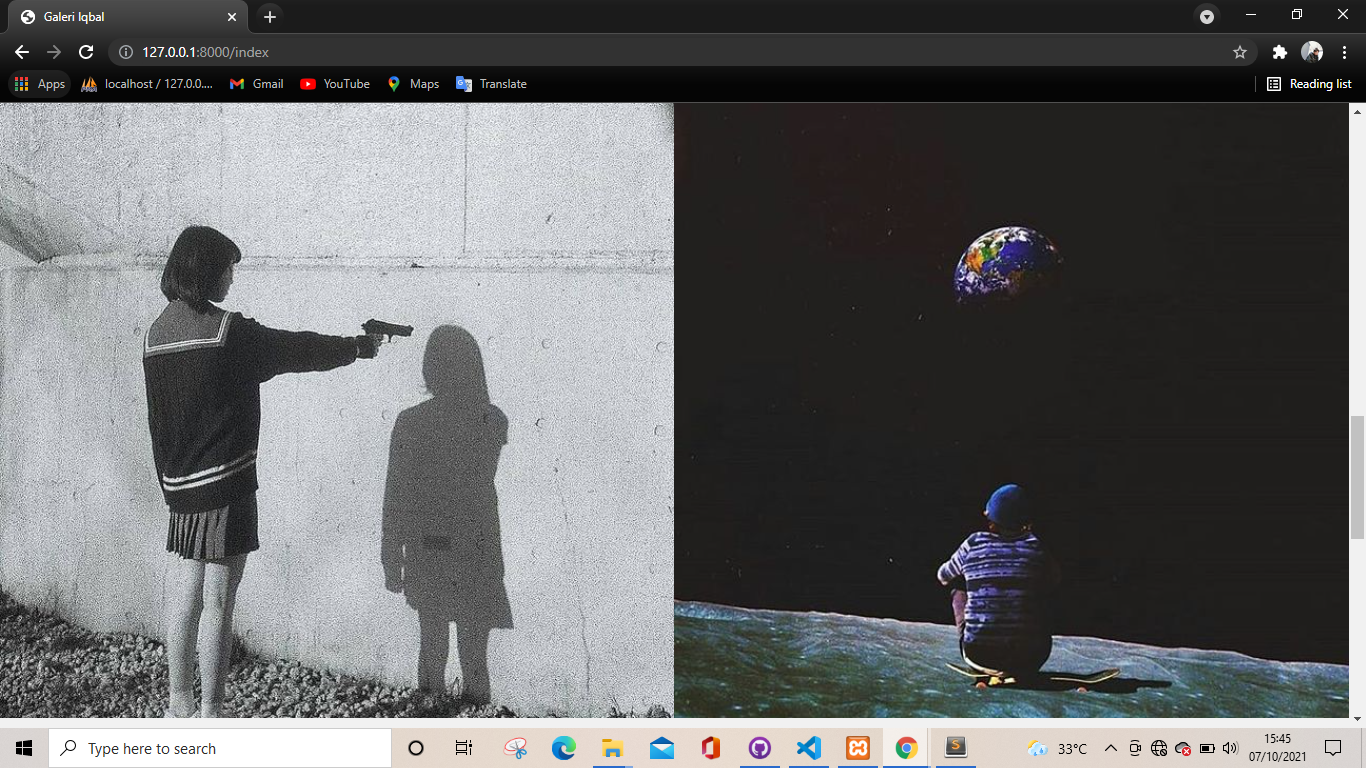 Galeri Iqbal
127.0.0.1:8000/index
Apps localhost / 127.0.0.... Gmail YouTube Maps Translate Reading list
Type here to search
33°C
15:45
07/10/2021